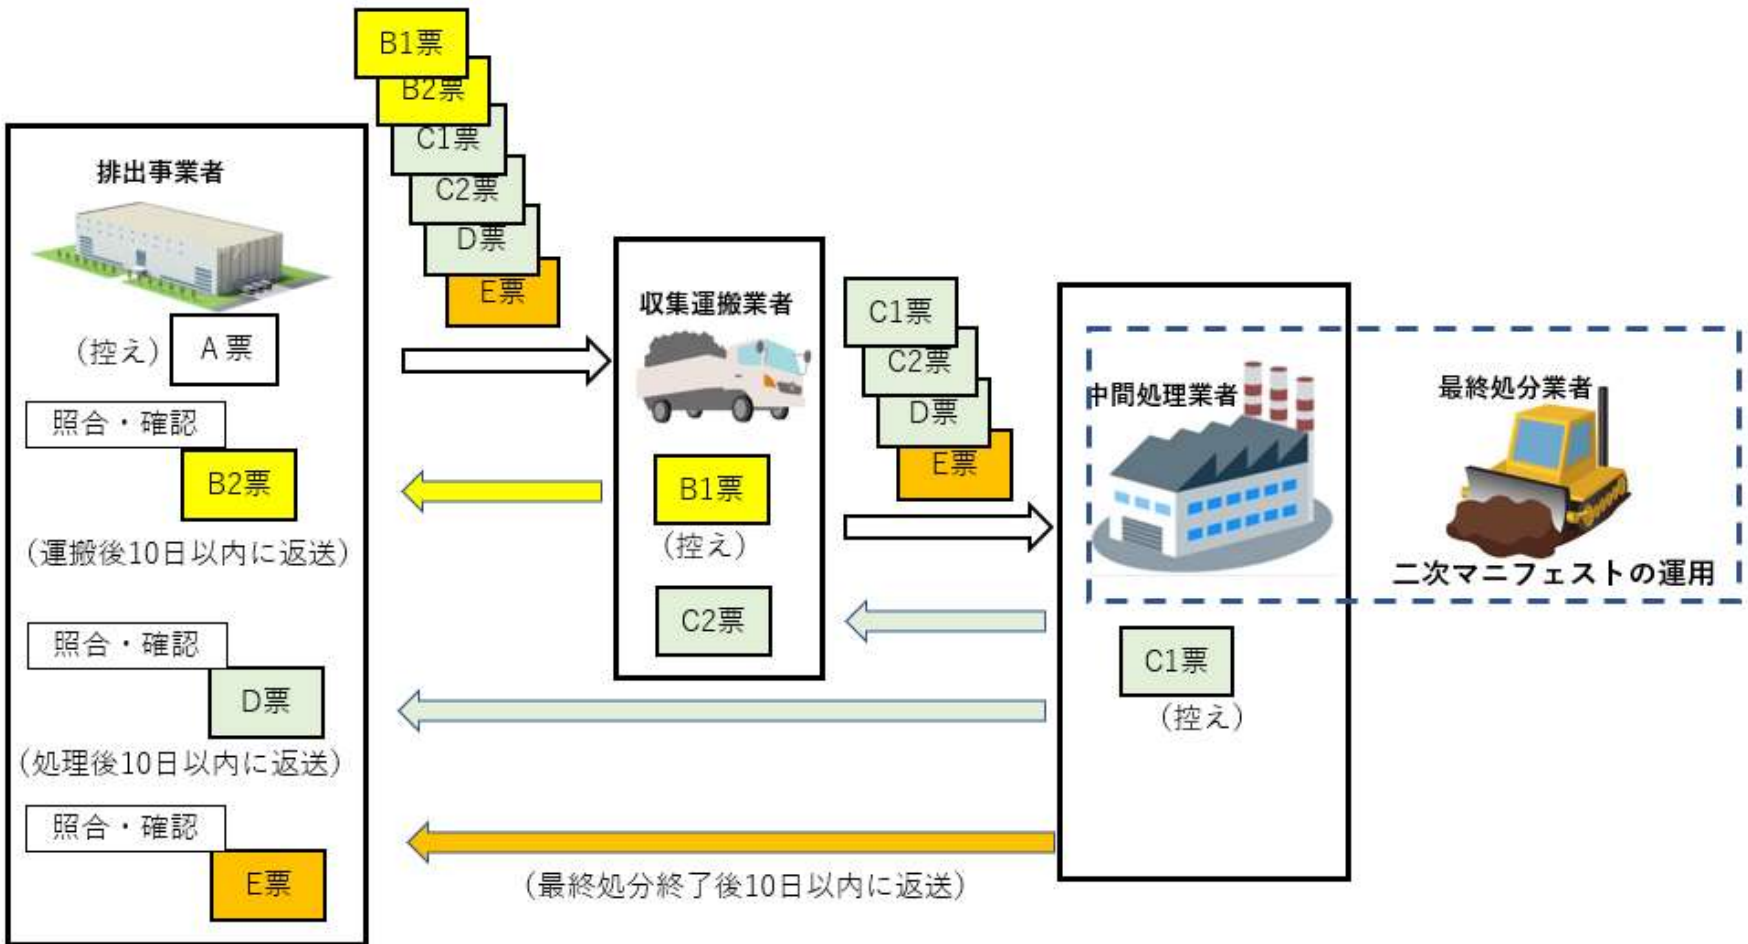 B1票
B2票
C1票
C2票
D票
E票
排出事業者
(控え)
A票
照合・確認
B2票
(運搬後10日以内に返送)
照合・確認
D票
(処理後10日以内に返送)
照合・確認
E票
収集運搬業者
B1票
(控え)
C2票
C1票
C2票
D票
E票
中間処理業者
最終処分業者
二次マニフェストの運用
C1票
(控え)
(最終処分終了後10日以内に返送)